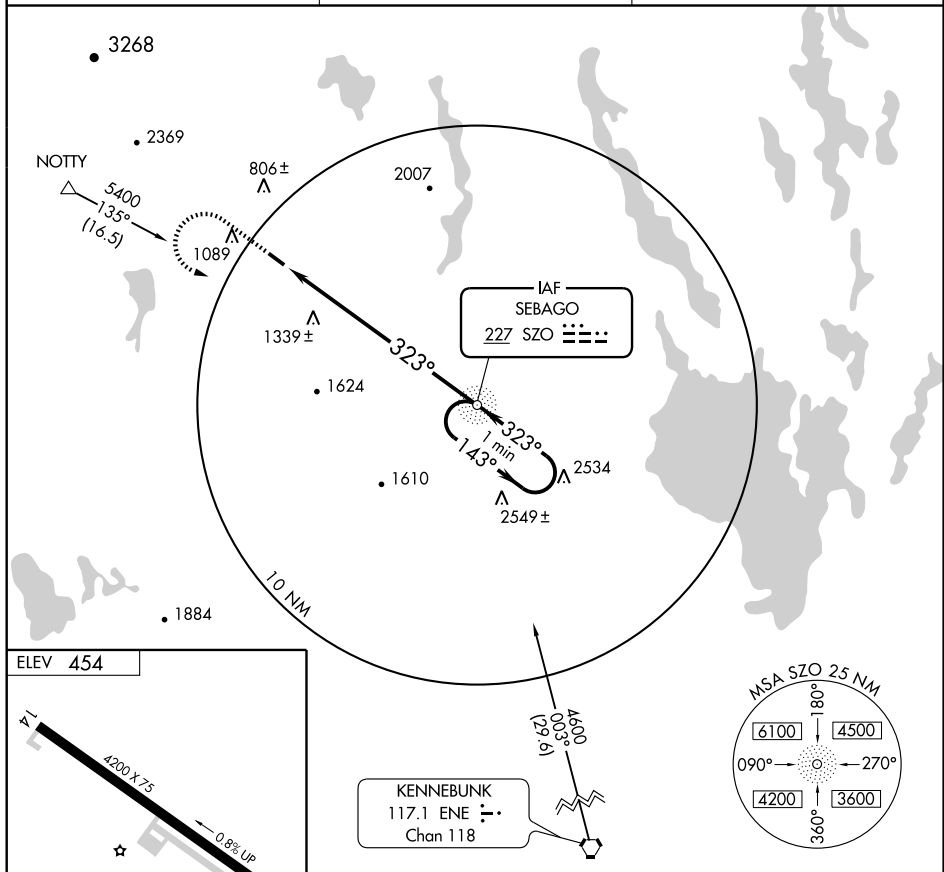 3268
2369
NOTTY
5400
135°
(16.5)
806±
2007
1089
1339±
IAF
SEBAGO
227 SZO
323°
1624
323°
1 min
143°
2534
2549±
1610
10 NM
1884
ELEV 454
14
4200 X 75
0.8% UP
4600
003°
(29.6)
KENNEBUNK
117.1 ENE
Chan 118
MSA SZO 25 NM
180°
6100
4500
090°
270°
4200
3600
360°